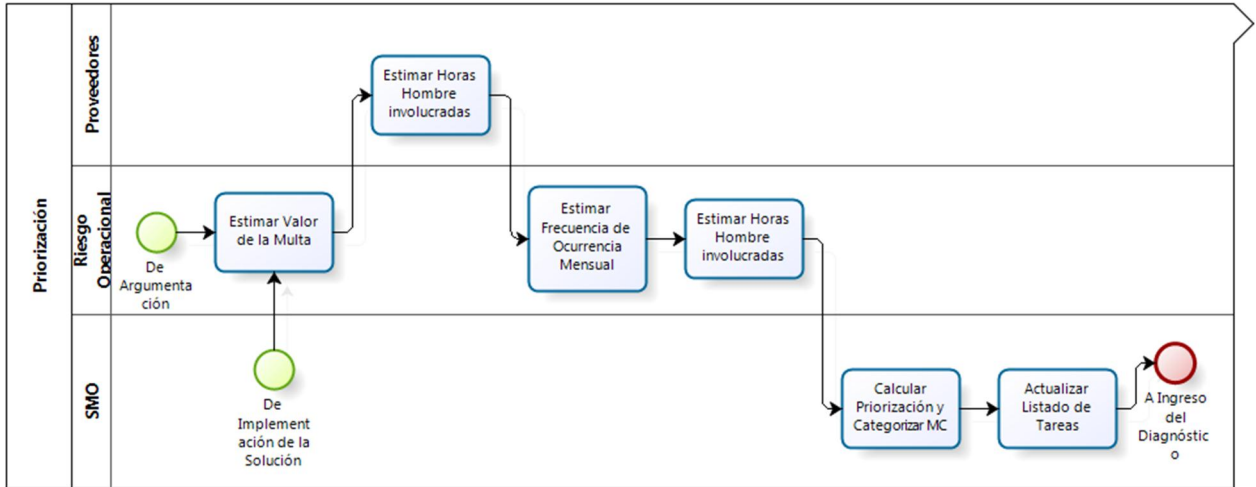 Priorización
Proveedores
Estimar Horas
Hombre
involucradas
Riesgo
Operacional
De
Argumenta
ción
Estimar Valor
de la Multa
Estimar
Frecuencia de
Ocurrencia
Mensual
Estimar Horas
Hombre
involucradas
SMO
De
Implement
ación de la
Solución
Calcular
Priorización y
Categorizar MC
Actualizar
Listado de
Tareas
A Ingreso
del
Diagnóstic
o